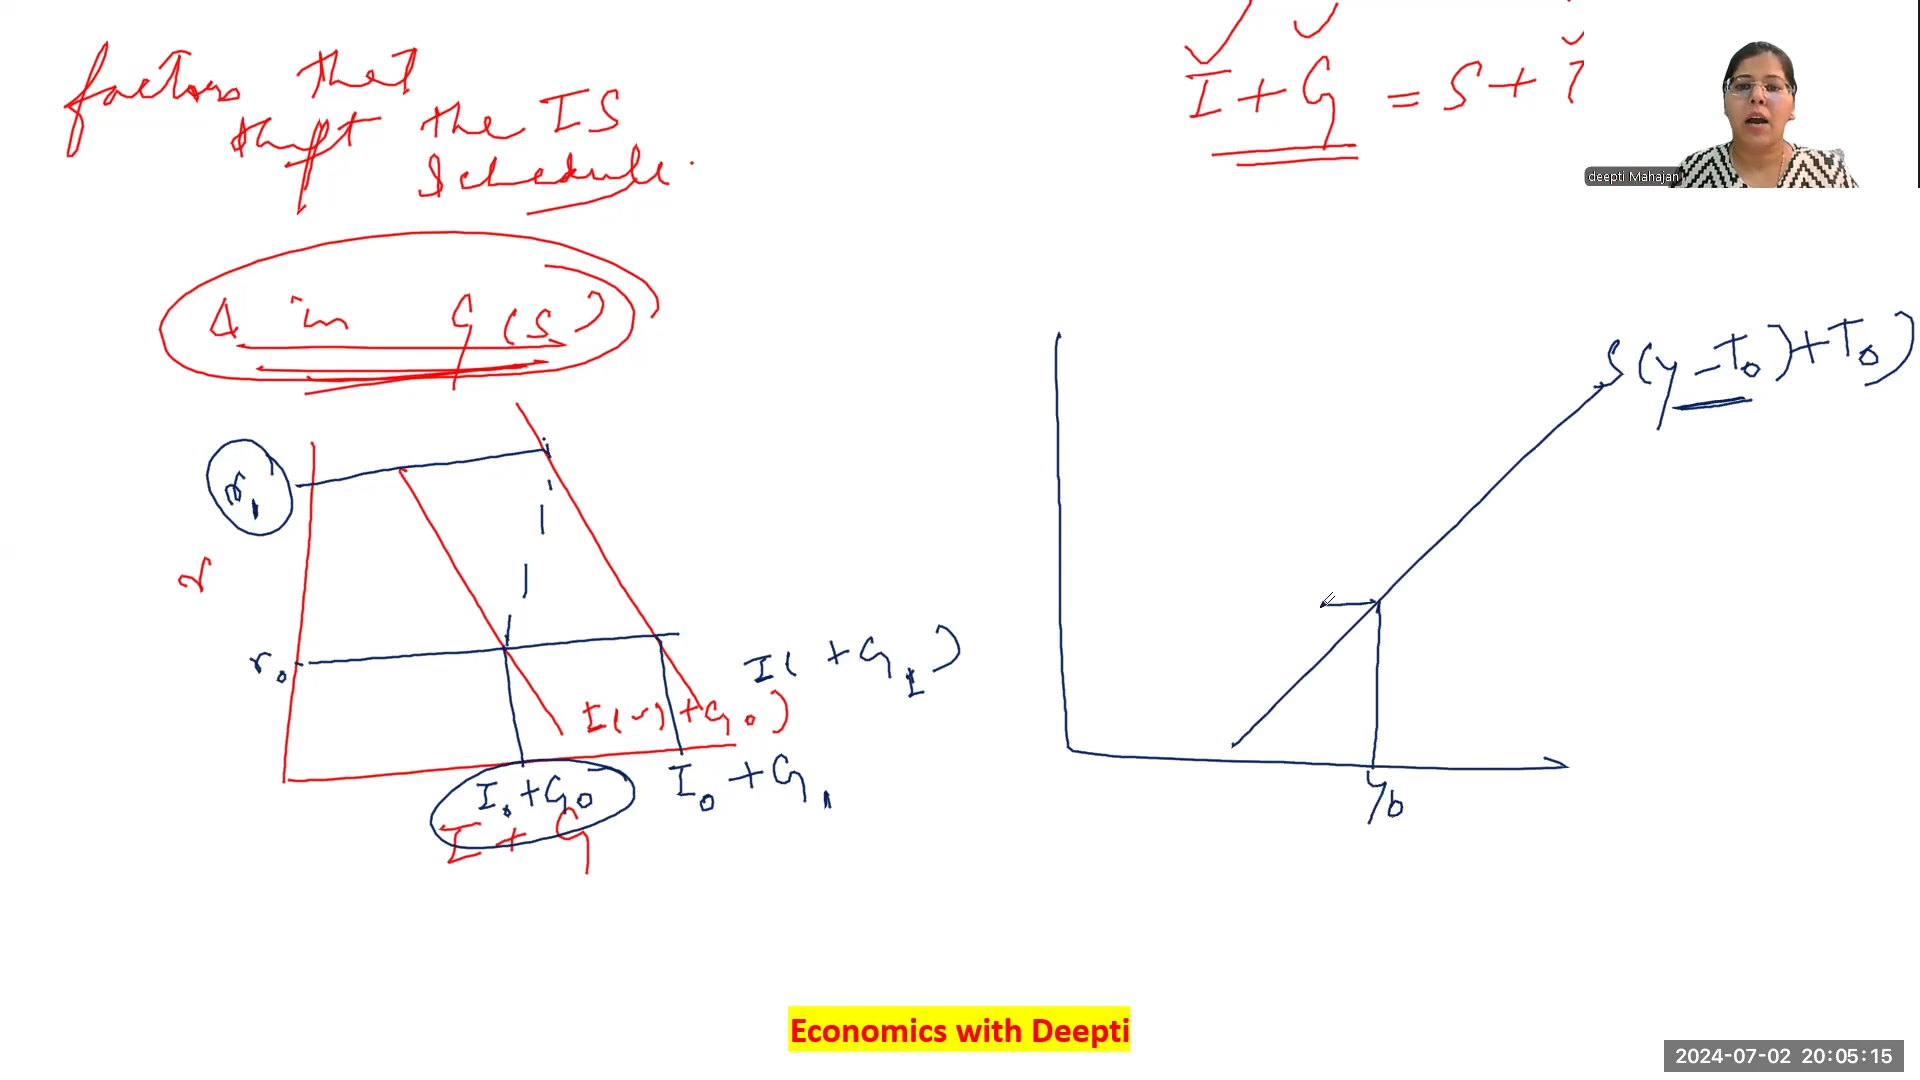 factors that
shift the IS
Schedule.
I + G = S + T
deepti Mahajan
Δ in G(S)
S(y - T0) + T0)
r1
r
r0
I( + G1)
I(r) + G0)
I0 + G0
I0 + G1
I + G
y0
Economics with Deepti
2024-07-02 20:05:15